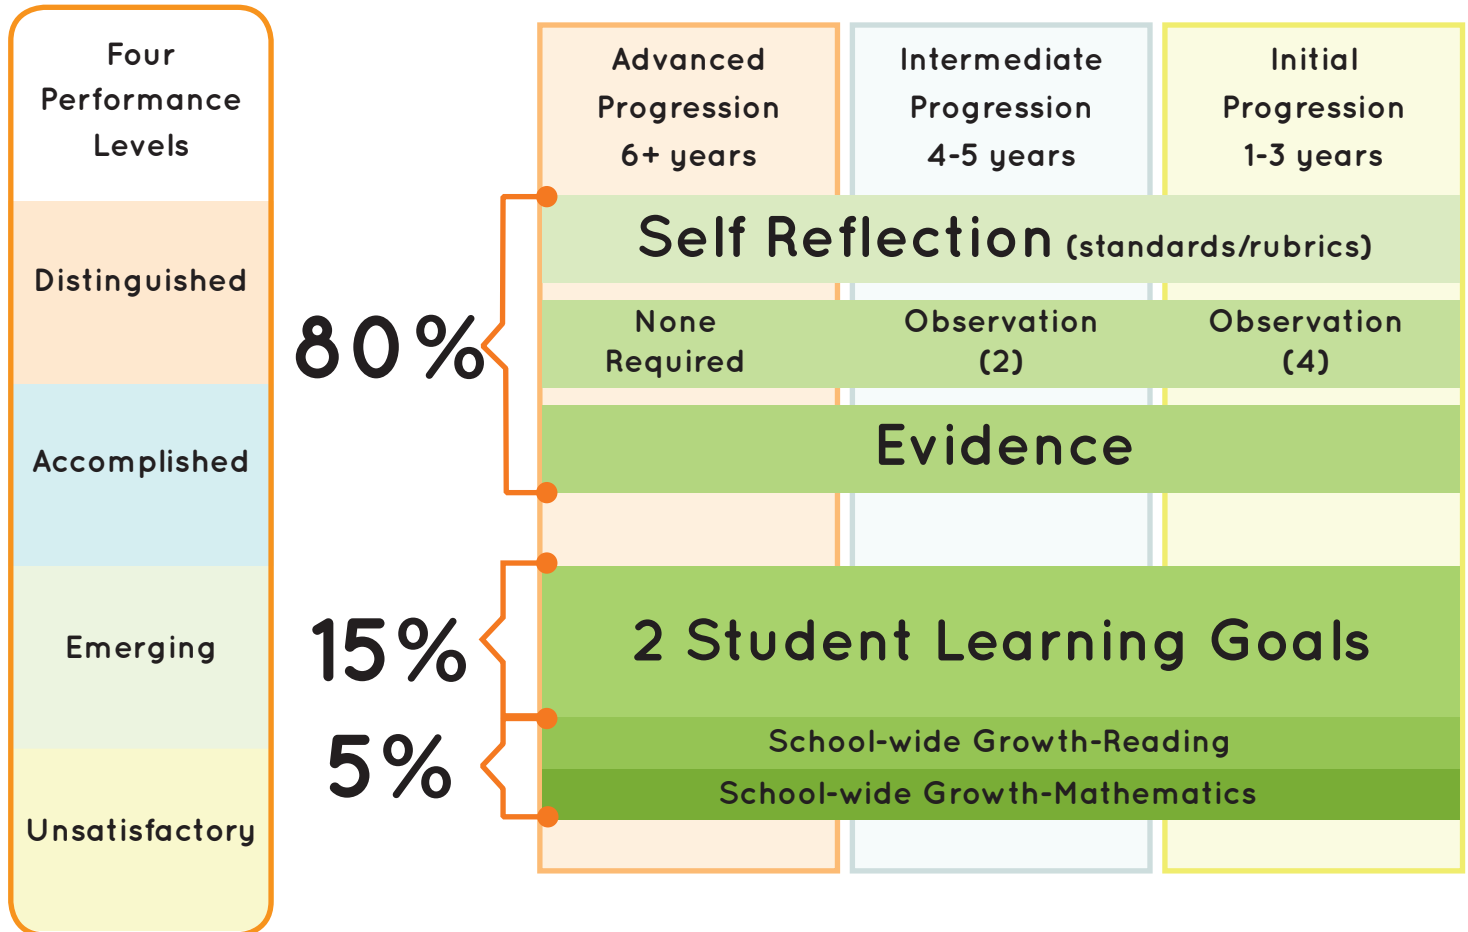 Four
Performance
Levels
Distinguished
Accomplished
Emerging
Unsatisfactory
80%
15%
5%
Advanced
Progression
6+ years
Intermediate
Progression
4-5 years
Initial
Progression
1-3 years
Self Reflection (standards/rubrics)
None
Required
Observation
(2)
Observation
(4)
Evidence
2 Student Learning Goals
School-wide Growth-Reading
School-wide Growth-Mathematics